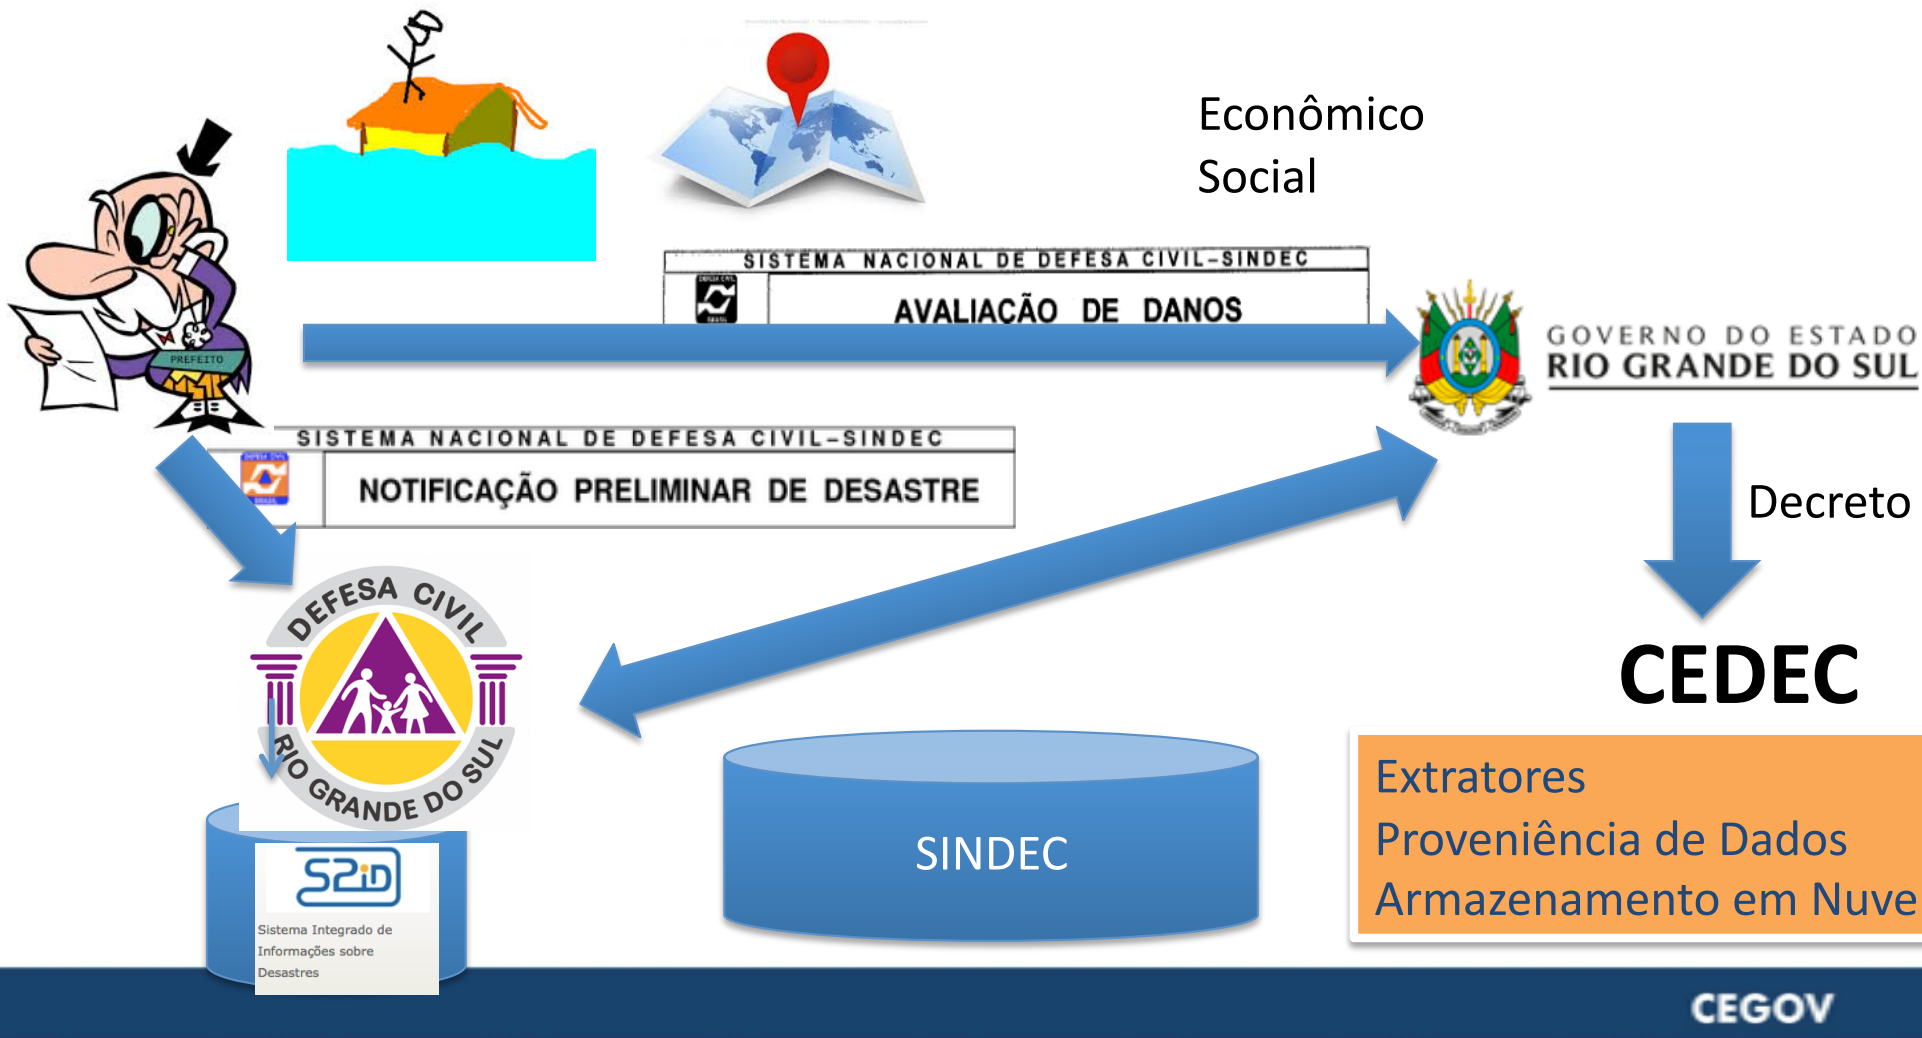 Econômico
Social
SISTEMA NACIONAL DE DEFESA CIVIL-SINDEC
AVALIAÇÃO DE DANOS
PREFEITO
GOVERNO DO ESTADO
RIO GRANDE DO SUL
SISTEMA NACIONAL DE DEFESA CIVIL-SINDEC
NOTIFICAÇÃO PRELIMINAR DE DESASTRE
Decreto
DEFESA CIVIL
RIO GRANDE DO SUL
CEDEC
Extratores
Proveniência de Dados
Armazenamento em Nuve
SINDEC
S2iD
Sistema Integrado de
Informações sobre
Desastres
CEGOV